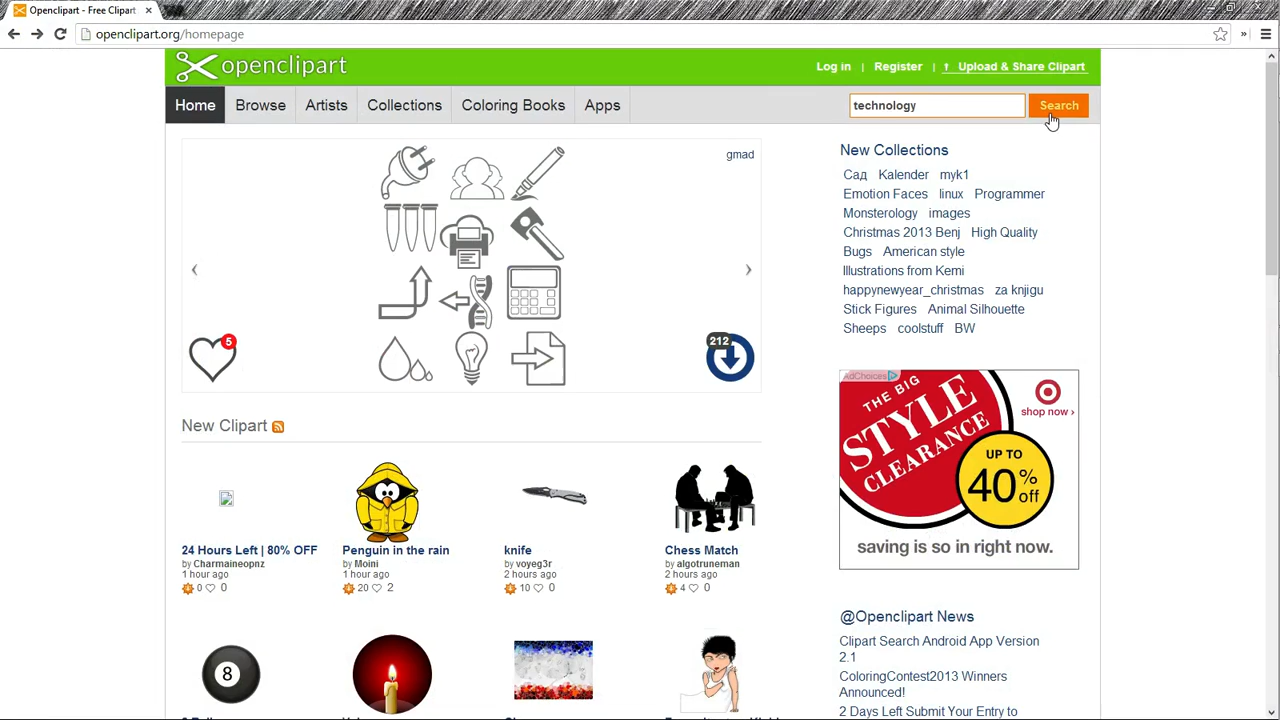 Openclipart - Free Clipart
openclipart.org/homepage
openclipart
Log in | Register | Upload & Share Clipart
Home Browse Artists Collections Coloring Books Apps
technology Search
gmad
5
212
New Clipart
24 Hours Left | 80% OFF
by Charmaineopnz
1 hour ago
0 0
Penguin in the rain
by Moini
1 hour ago
20 2
knife
by voyeg3r
2 hours ago
10 0
Chess Match
by algotruneman
2 hours ago
4 0
8
New Collections
Сад Kalender myk1
Emotion Faces linux Programmer
Monsterology images
Christmas 2013 Benj High Quality
Bugs American style
Illustrations from Kemi
happynewyear_christmas za knjigu
Stick Figures Animal Silhouette
Sheeps coolstuff BW
AdChoices
THE BIG
STYLE
CLEARANCE
shop now ›
UP TO
40% off
saving is so in right now.
@Openclipart News
Clipart Search Android App Version
2.1
ColoringContest2013 Winners
Announced!
2 Days Left Submit Your Entry to